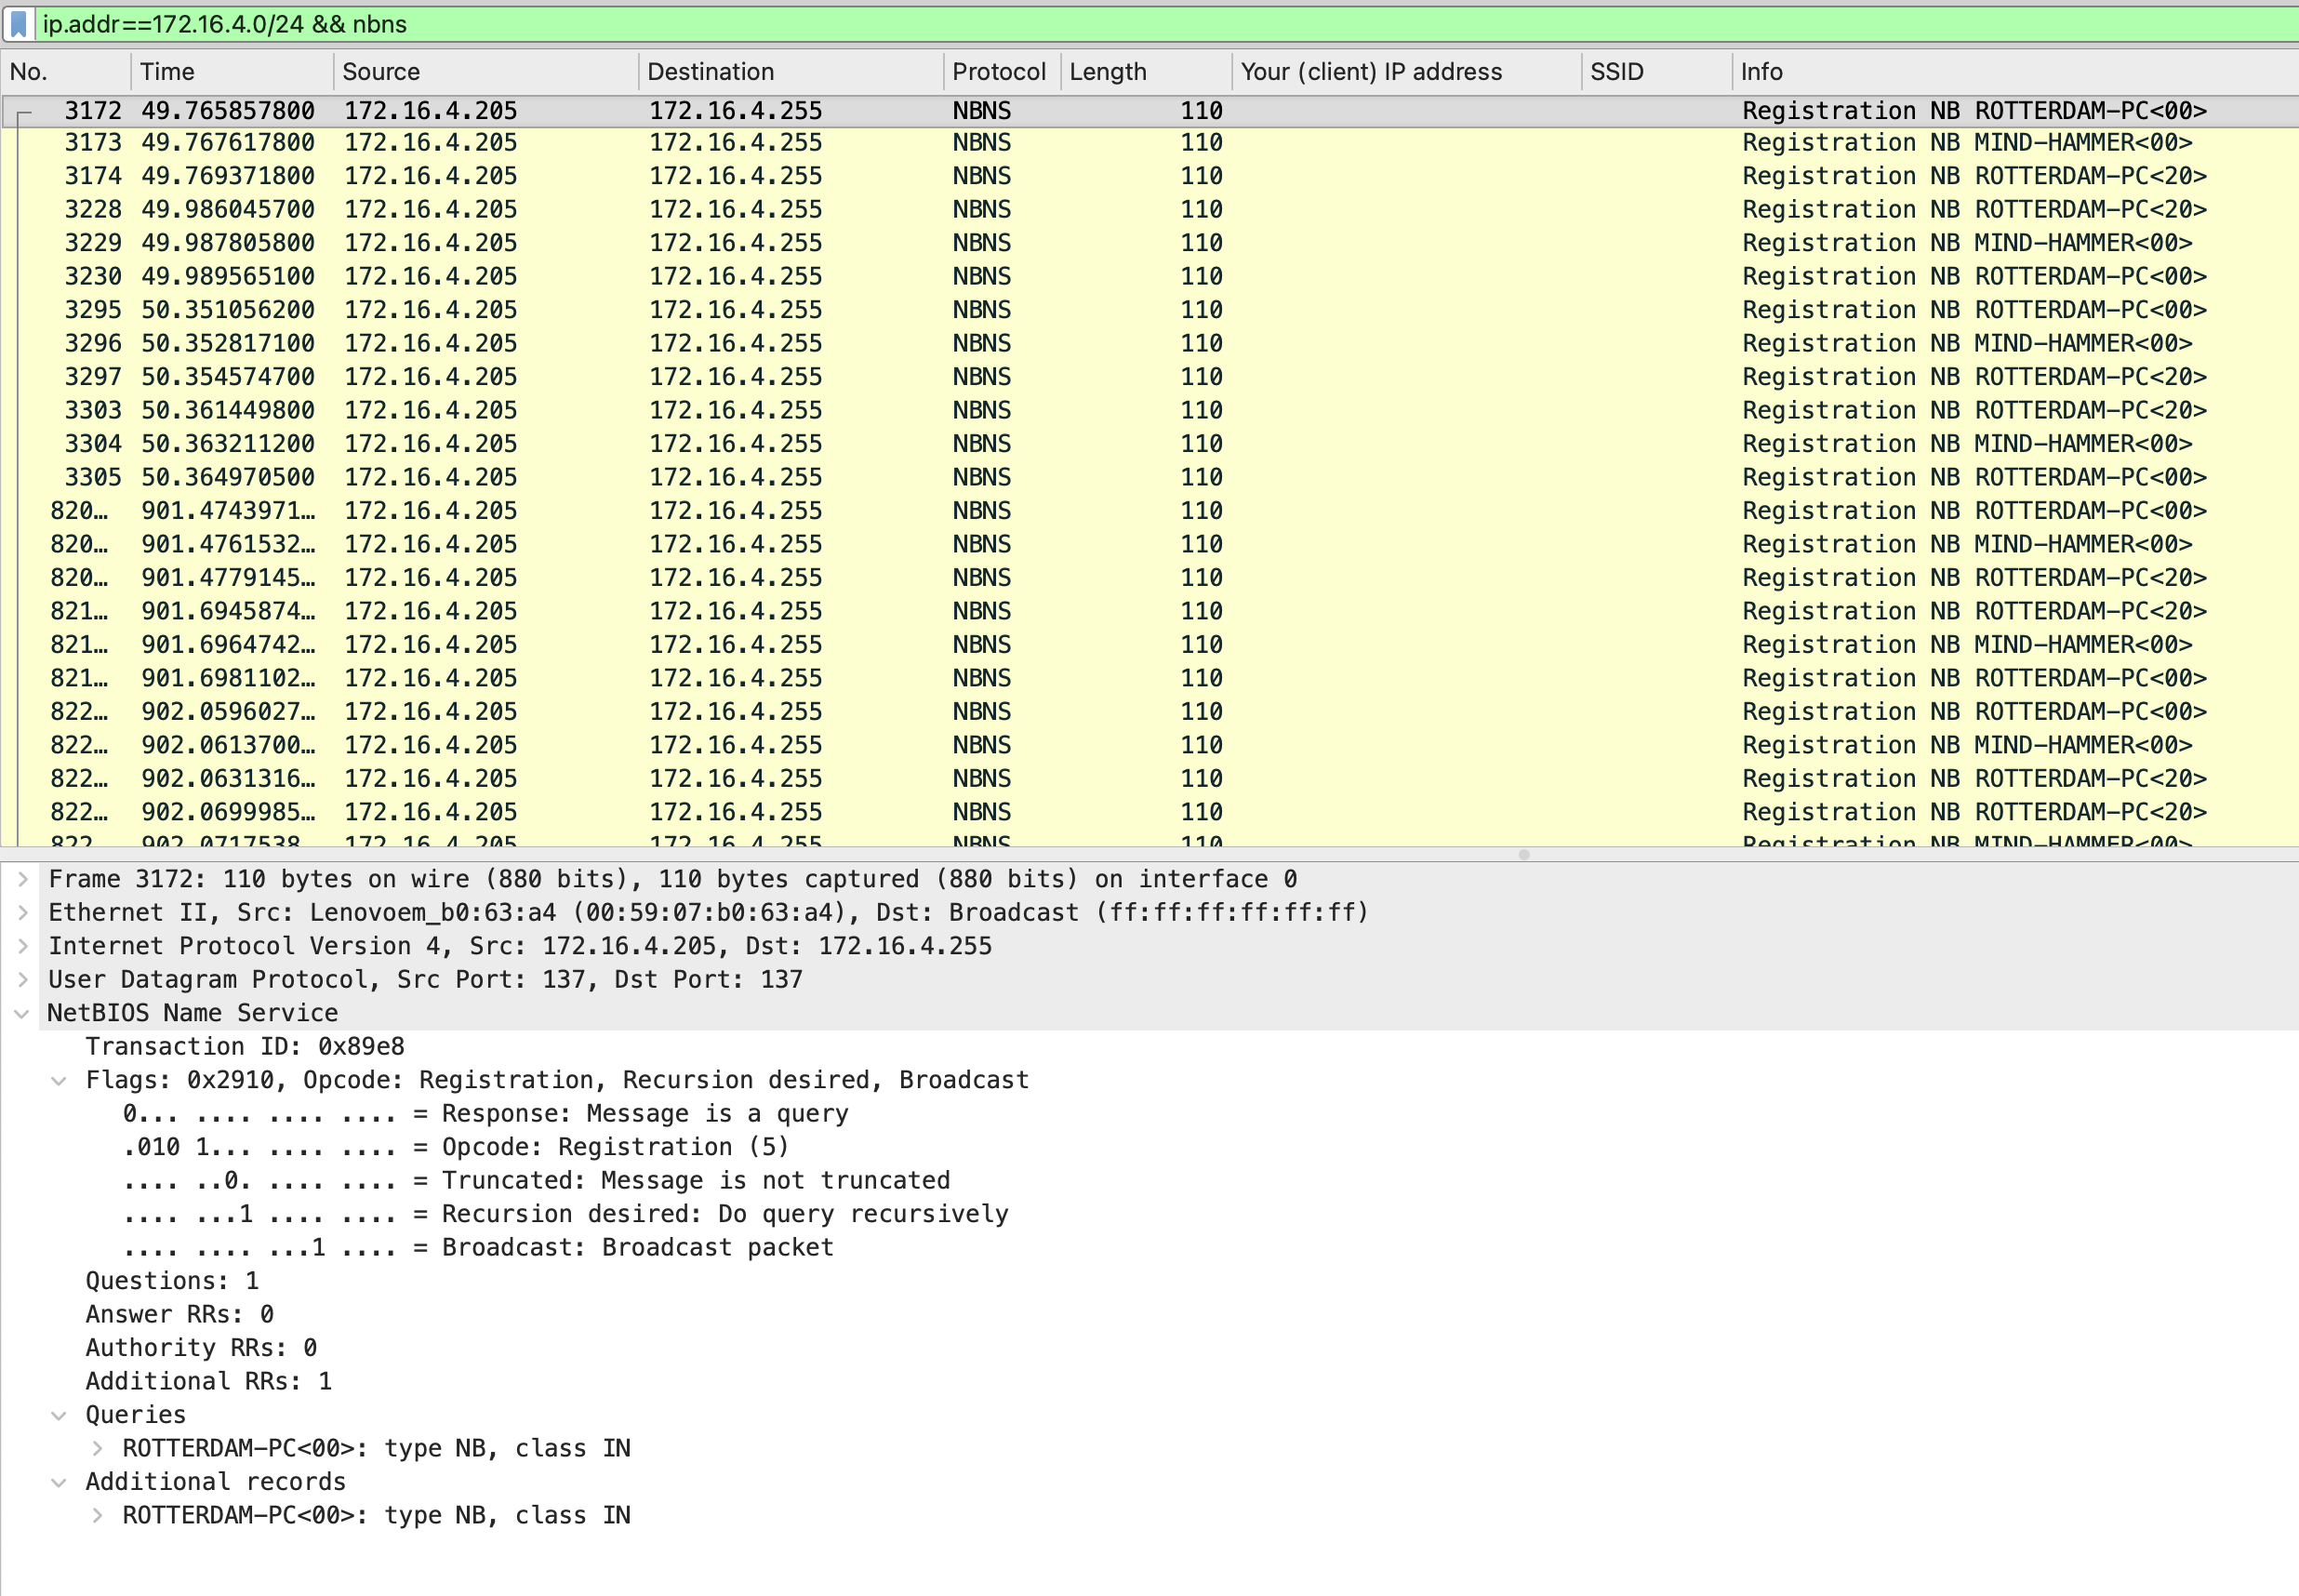 ip.addr==172.16.4.0/24 && nbns
No. Time Source Destination Protocol Length Your (client) IP address SSID Info
3172 49.765857800 172.16.4.205 172.16.4.255 NBNS 110 Registration NB ROTTERDAM-PC<00>
3173 49.767617800 172.16.4.205 172.16.4.255 NBNS 110 Registration NB MIND-HAMMER<00>
3174 49.769371800 172.16.4.205 172.16.4.255 NBNS 110 Registration NB ROTTERDAM-PC<20>
3228 49.986045700 172.16.4.205 172.16.4.255 NBNS 110 Registration NB ROTTERDAM-PC<20>
3229 49.987805800 172.16.4.205 172.16.4.255 NBNS 110 Registration NB MIND-HAMMER<00>
3230 49.989565100 172.16.4.205 172.16.4.255 NBNS 110 Registration NB ROTTERDAM-PC<00>
3295 50.351056200 172.16.4.205 172.16.4.255 NBNS 110 Registration NB ROTTERDAM-PC<00>
3296 50.352817100 172.16.4.205 172.16.4.255 NBNS 110 Registration NB MIND-HAMMER<00>
3297 50.354574700 172.16.4.205 172.16.4.255 NBNS 110 Registration NB ROTTERDAM-PC<20>
3303 50.361449800 172.16.4.205 172.16.4.255 NBNS 110 Registration NB ROTTERDAM-PC<20>
3304 50.363211200 172.16.4.205 172.16.4.255 NBNS 110 Registration NB MIND-HAMMER<00>
3305 50.364970500 172.16.4.205 172.16.4.255 NBNS 110 Registration NB ROTTERDAM-PC<00>
820… 901.4743971… 172.16.4.205 172.16.4.255 NBNS 110 Registration NB ROTTERDAM-PC<00>
820… 901.4761532… 172.16.4.205 172.16.4.255 NBNS 110 Registration NB MIND-HAMMER<00>
820… 901.4779145… 172.16.4.205 172.16.4.255 NBNS 110 Registration NB ROTTERDAM-PC<20>
821… 901.6945874… 172.16.4.205 172.16.4.255 NBNS 110 Registration NB ROTTERDAM-PC<20>
821… 901.6964742… 172.16.4.205 172.16.4.255 NBNS 110 Registration NB MIND-HAMMER<00>
821… 901.6981102… 172.16.4.205 172.16.4.255 NBNS 110 Registration NB ROTTERDAM-PC<00>
822… 902.0596027… 172.16.4.205 172.16.4.255 NBNS 110 Registration NB ROTTERDAM-PC<00>
822… 902.0613700… 172.16.4.205 172.16.4.255 NBNS 110 Registration NB MIND-HAMMER<00>
822… 902.0631316… 172.16.4.205 172.16.4.255 NBNS 110 Registration NB ROTTERDAM-PC<20>
822… 902.0699985… 172.16.4.205 172.16.4.255 NBNS 110 Registration NB ROTTERDAM-PC<20>
822… 902.0717538… 172.16.4.205 172.16.4.255 NBNS 110 Registration NB MIND-HAMMER<00>
Frame 3172: 110 bytes on wire (880 bits), 110 bytes captured (880 bits) on interface 0
Ethernet II, Src: Lenovoem_b0:63:a4 (00:59:07:b0:63:a4), Dst: Broadcast (ff:ff:ff:ff:ff:ff)
Internet Protocol Version 4, Src: 172.16.4.205, Dst: 172.16.4.255
User Datagram Protocol, Src Port: 137, Dst Port: 137
NetBIOS Name Service
Transaction ID: 0x89e8
Flags: 0x2910, Opcode: Registration, Recursion desired, Broadcast
0... .... .... .... = Response: Message is a query
.010 1... .... .... = Opcode: Registration (5)
.... ..0. .... .... = Truncated: Message is not truncated
.... ...1 .... .... = Recursion desired: Do query recursively
.... .... ...1 .... = Broadcast: Broadcast packet
Questions: 1
Answer RRs: 0
Authority RRs: 0
Additional RRs: 1
Queries
ROTTERDAM-PC<00>: type NB, class IN
Additional records
ROTTERDAM-PC<00>: type NB, class IN